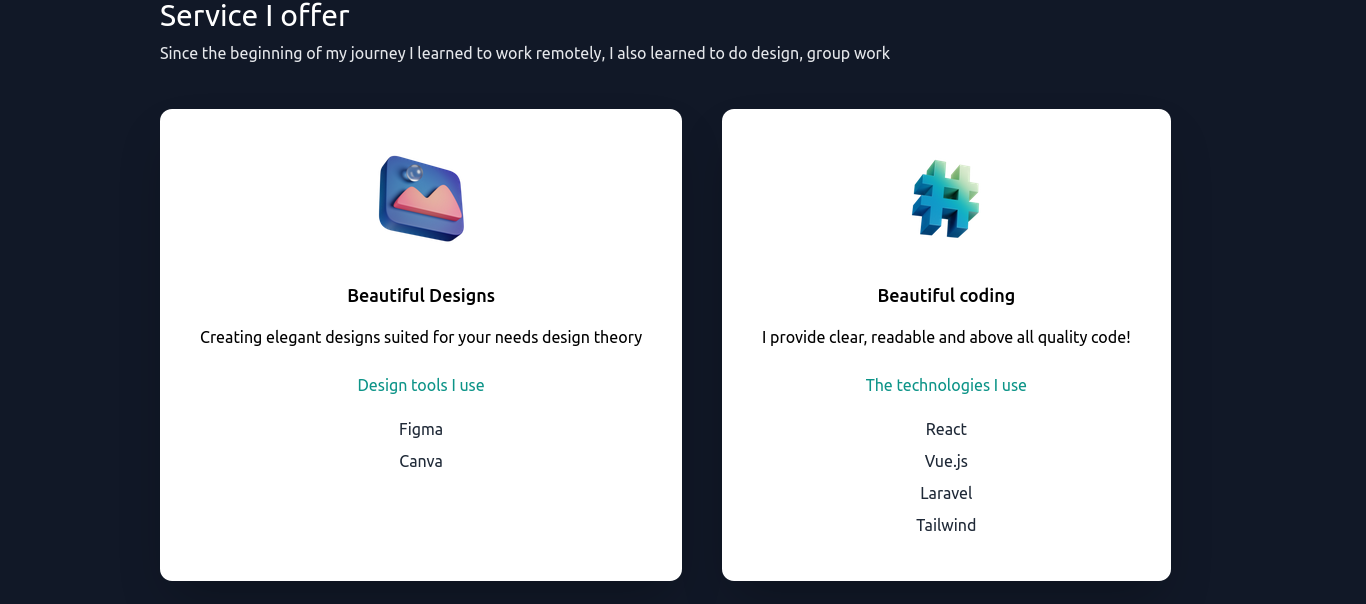 Service I offer
Since the beginning of my journey I learned to work remotely, I also learned to do design, group work
Beautiful Designs
Creating elegant designs suited for your needs design theory
Design tools I use
Figma
Canva
Beautiful coding
I provide clear, readable and above all quality code!
The technologies I use
React
Vue.js
Laravel
Tailwind